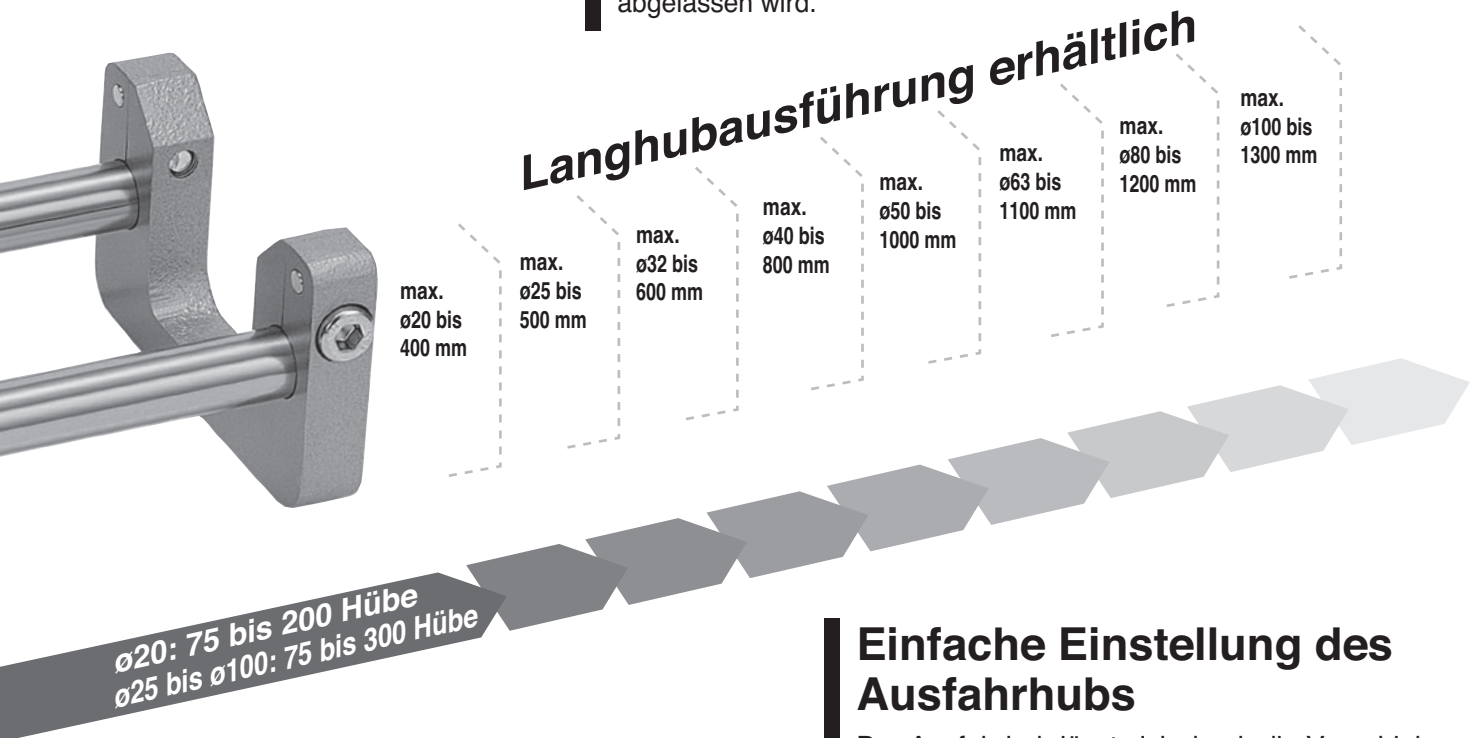 abgelassen wird.
Langhubausführung erhältlich
max.
ø20 bis
400 mm
max.
ø25 bis
500 mm
max.
ø32 bis
600 mm
max.
ø40 bis
800 mm
max.
ø50 bis
1000 mm
max.
ø63 bis
1100 mm
max.
ø80 bis
1200 mm
max.
ø100 bis
1300 mm
ø20: 75 bis 200 Hübe
ø25 bis ø100: 75 bis 300 Hübe
Einfache Einstellung des
Ausfahrhubs